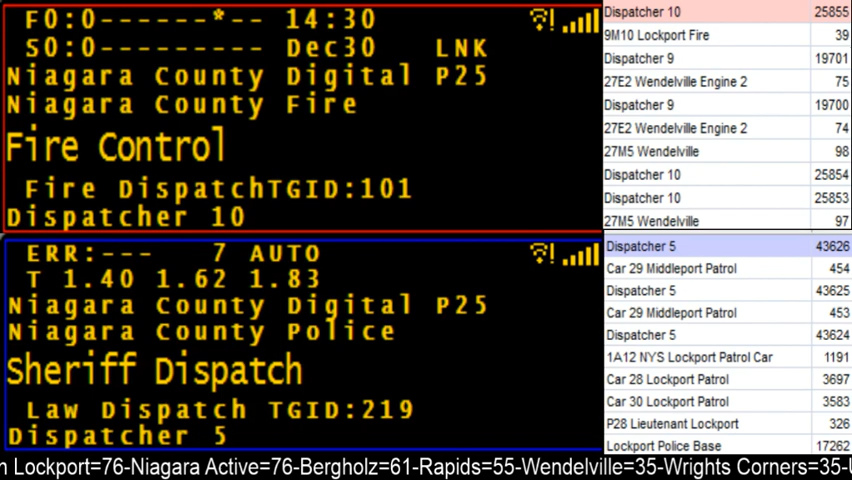 F0:0------*-- 14:30
S0:0--------- Dec30 LNK
Niagara County Digital P25
Niagara County Fire
Fire Control
Fire DispatchTGID:101
Dispatcher 10
Dispatcher 10 25855
9M10 Lockport Fire 39
Dispatcher 9 19701
27E2 Wendelville Engine 2 75
Dispatcher 9 19700
27E2 Wendelville Engine 2 74
27M5 Wendelville 98
Dispatcher 10 25854
Dispatcher 10 25853
27M5 Wendelville 97
ERR:--- 7 AUTO
T 1.40 1.62 1.83
Niagara County Digital P25
Niagara County Police
Sheriff Dispatch
Law Dispatch TGID:219
Dispatcher 5
Dispatcher 5 43626
Car 29 Middleport Patrol 454
Dispatcher 5 43625
Car 29 Middleport Patrol 453
Dispatcher 5 43624
1A12 NYS Lockport Patrol Car 1191
Car 28 Lockport Patrol 3697
Car 30 Lockport Patrol 3583
P28 Lieutenant Lockport 326
Lockport Police Base 17262
Lockport=76-Niagara Active=76-Bergholz=61-Rapids=55-Wendelville=35-Wrights Corners=35-